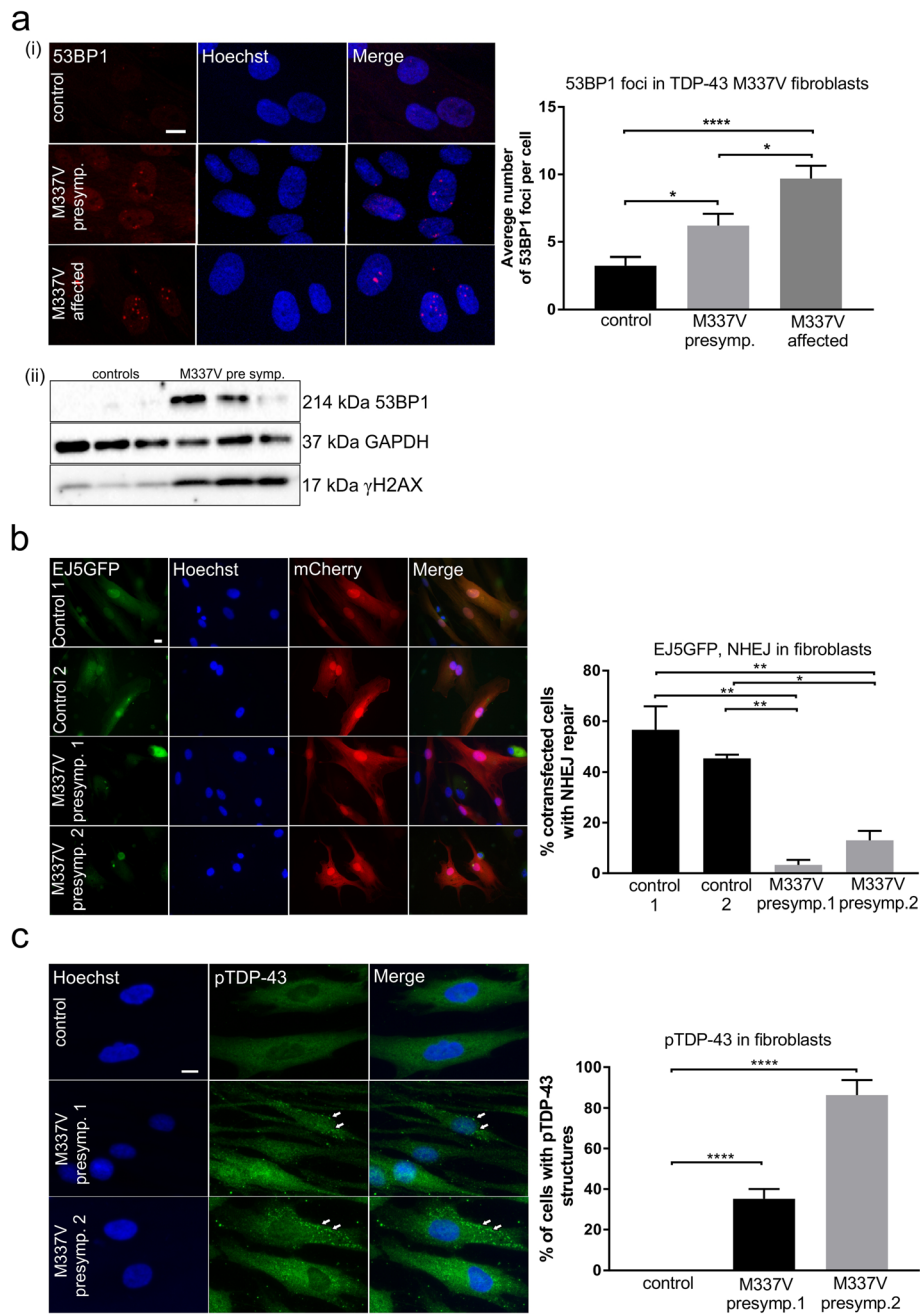 a
(i)
53BP1
Hoechst
Merge
control
M337V
presymp.
M337V
affected
53BP1 foci in TDP-43 M337V fibroblasts
Averege number
of 53BP1 foci per cell
15
10
5
0
****
*
*
control
M337V
presymp.
M337V
affected
(ii)
controls
M337V pre symp.
214 kDa 53BP1
37 kDa GAPDH
17 kDa γH2AX
b
EJ5GFP
Hoechst
mCherry
Merge
Control 1
Control 2
M337V
presymp. 1
M337V
presymp. 2
EJ5GFP, NHEJ in fibroblasts
% cotransfected cells
with NHEJ repair
80
60
40
20
0
**
*
**
**
control
1
control
2
M337V
presymp.1
M337V
presymp.2
c
Hoechst
pTDP-43
Merge
control
M337V
presymp. 1
M337V
presymp. 2
pTDP-43 in fibroblasts
% of cells with pTDP-43
structures
100
80
60
40
20
0
****
****
control
M337V
presymp.1
M337V
presymp.2